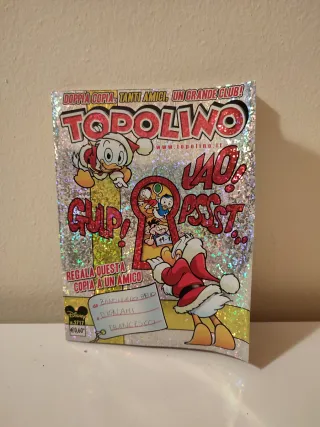 DOPPIA COPIA, TANTI AMICI, UN GRANDE CLUB!
TOPOLINO
www.topolino.it
UAO!
GULP!
PSSST...
REGALA QUESTA
COPIA A UN AMICO
Disney